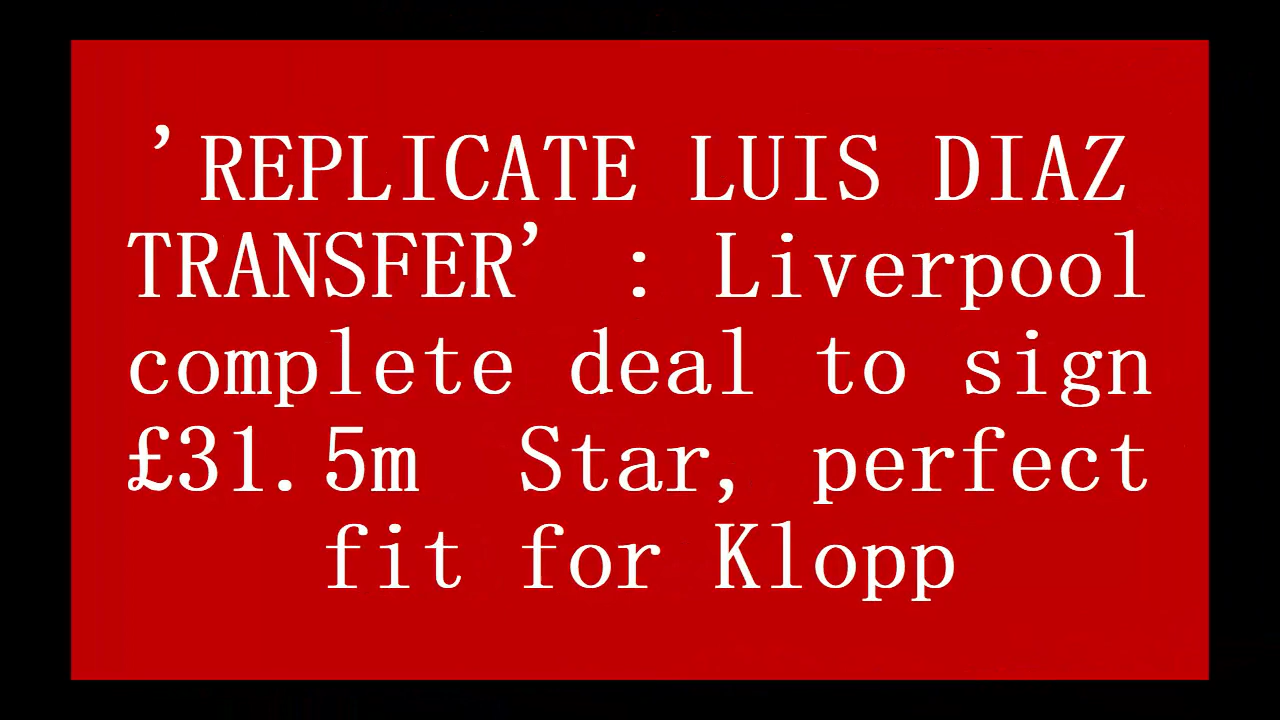 ’REPLICATE LUIS DIAZ
TRANSFER’ : Liverpool
complete deal to sign
£31.5m Star, perfect
fit for Klopp